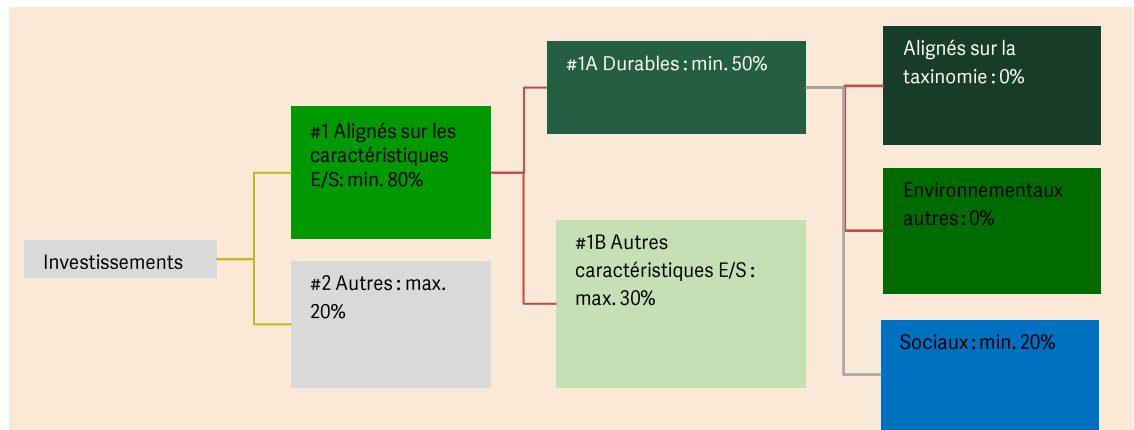 Investissements
#1 Alignés sur les
caractéristiques
E/S: min. 80%
#2 Autres : max.
20%
#1A Durables : min. 50%
#1B Autres
caractéristiques E/S :
max. 30%
Alignés sur la
taxinomie : 0%
Environnementaux
autres : 0%
Sociaux : min. 20%